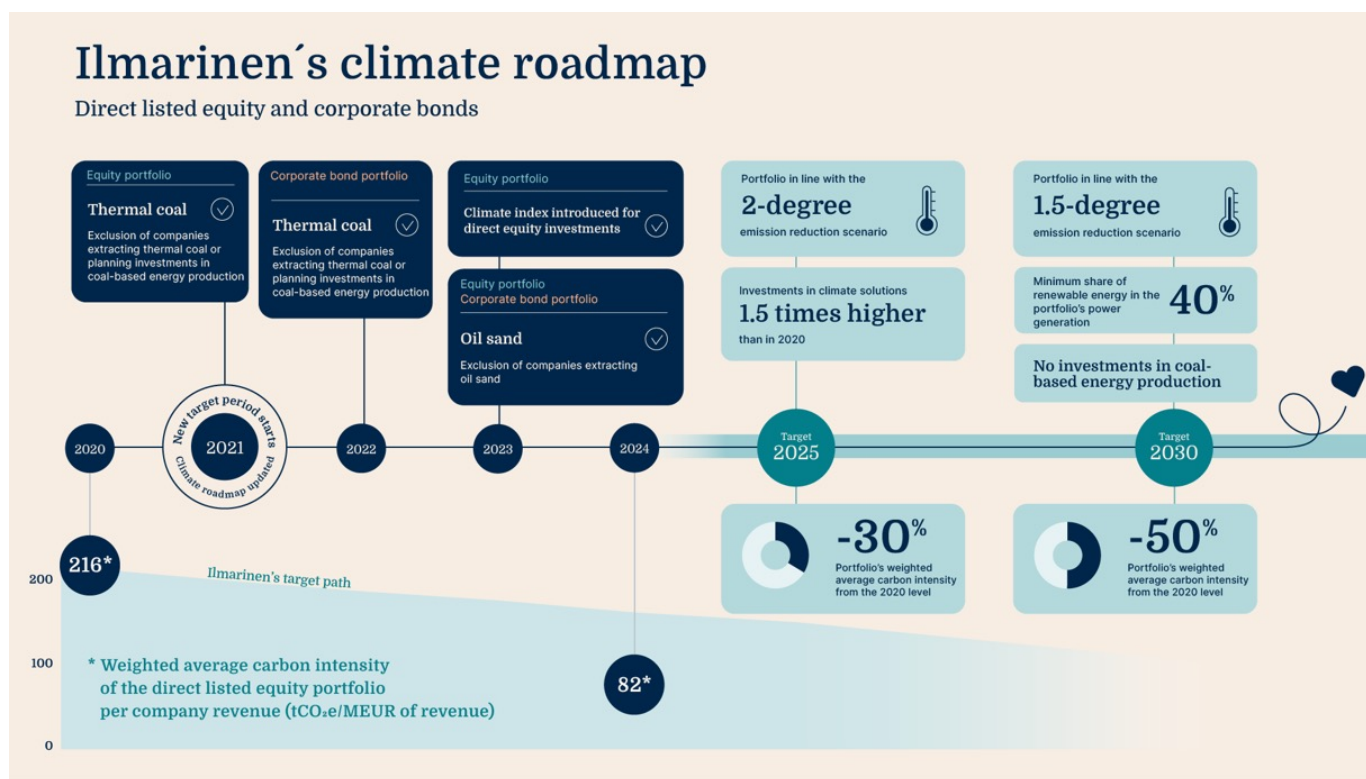 Ilmarinen´s climate roadmap
Direct listed equity and corporate bonds
Equity portfolio
Thermal coal
Exclusion of companies
extracting thermal coal or
planning investments in
coal-based energy production
Corporate bond portfolio
Thermal coal
Exclusion of companies
extracting thermal coal or
planning investments in
coal-based energy production
Equity portfolio
Climate index introduced for
direct equity investments
Equity portfolio
Corporate bond portfolio
Oil sand
Exclusion of companies extracting
oil sand
Portfolio in line with the
2-degree
emission reduction scenario
Investments in climate solutions
1.5 times higher
than in 2020
Portfolio in line with the
1.5-degree
emission reduction scenario
Minimum share of
renewable energy in the
portfolio's power
generation
40%
No investments in coal-
based energy production
2020
New target period starts
2021
Climate roadmap updated
2022
2023
2024
Target
2025
Target
2030
-30%
Portfolio's weighted
average carbon intensity
from the 2020 level
-50%
Portfolio's weighted
average carbon intensity
from the 2020 level
216*
200
Ilmarinen's target path
100
* Weighted average carbon intensity
of the direct listed equity portfolio
per company revenue (tCO₂e/MEUR of revenue)
82*
0